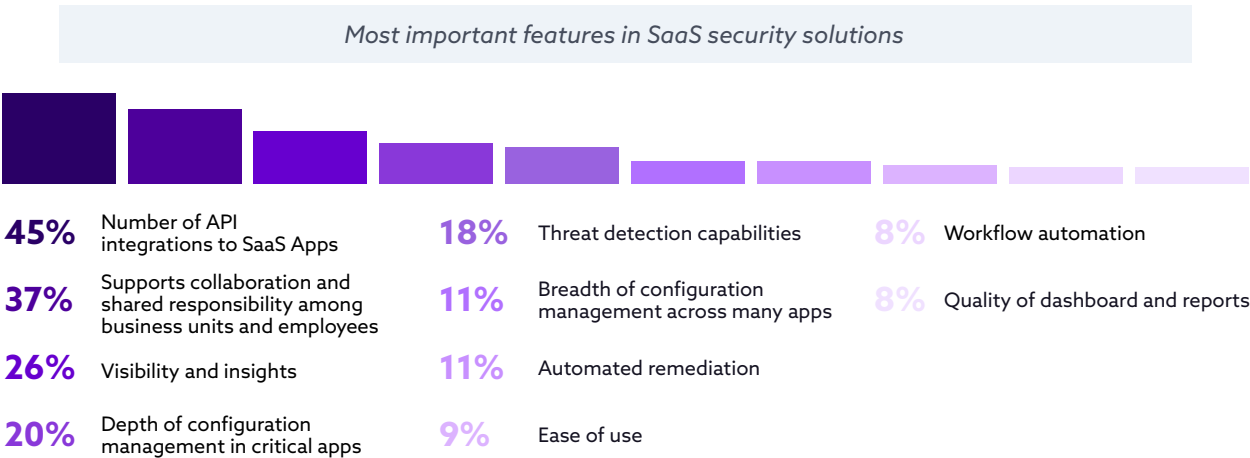 Most important features in SaaS security solutions
45%
Number of API
integrations to SaaS Apps
37%
Supports collaboration and
shared responsibility among
business units and employees
26%
Visibility and insights
20%
Depth of configuration
management in critical apps
18%
Threat detection capabilities
11%
Breadth of configuration
management across many apps
11%
Automated remediation
9%
Ease of use
8%
Workflow automation
8%
Quality of dashboard and reports